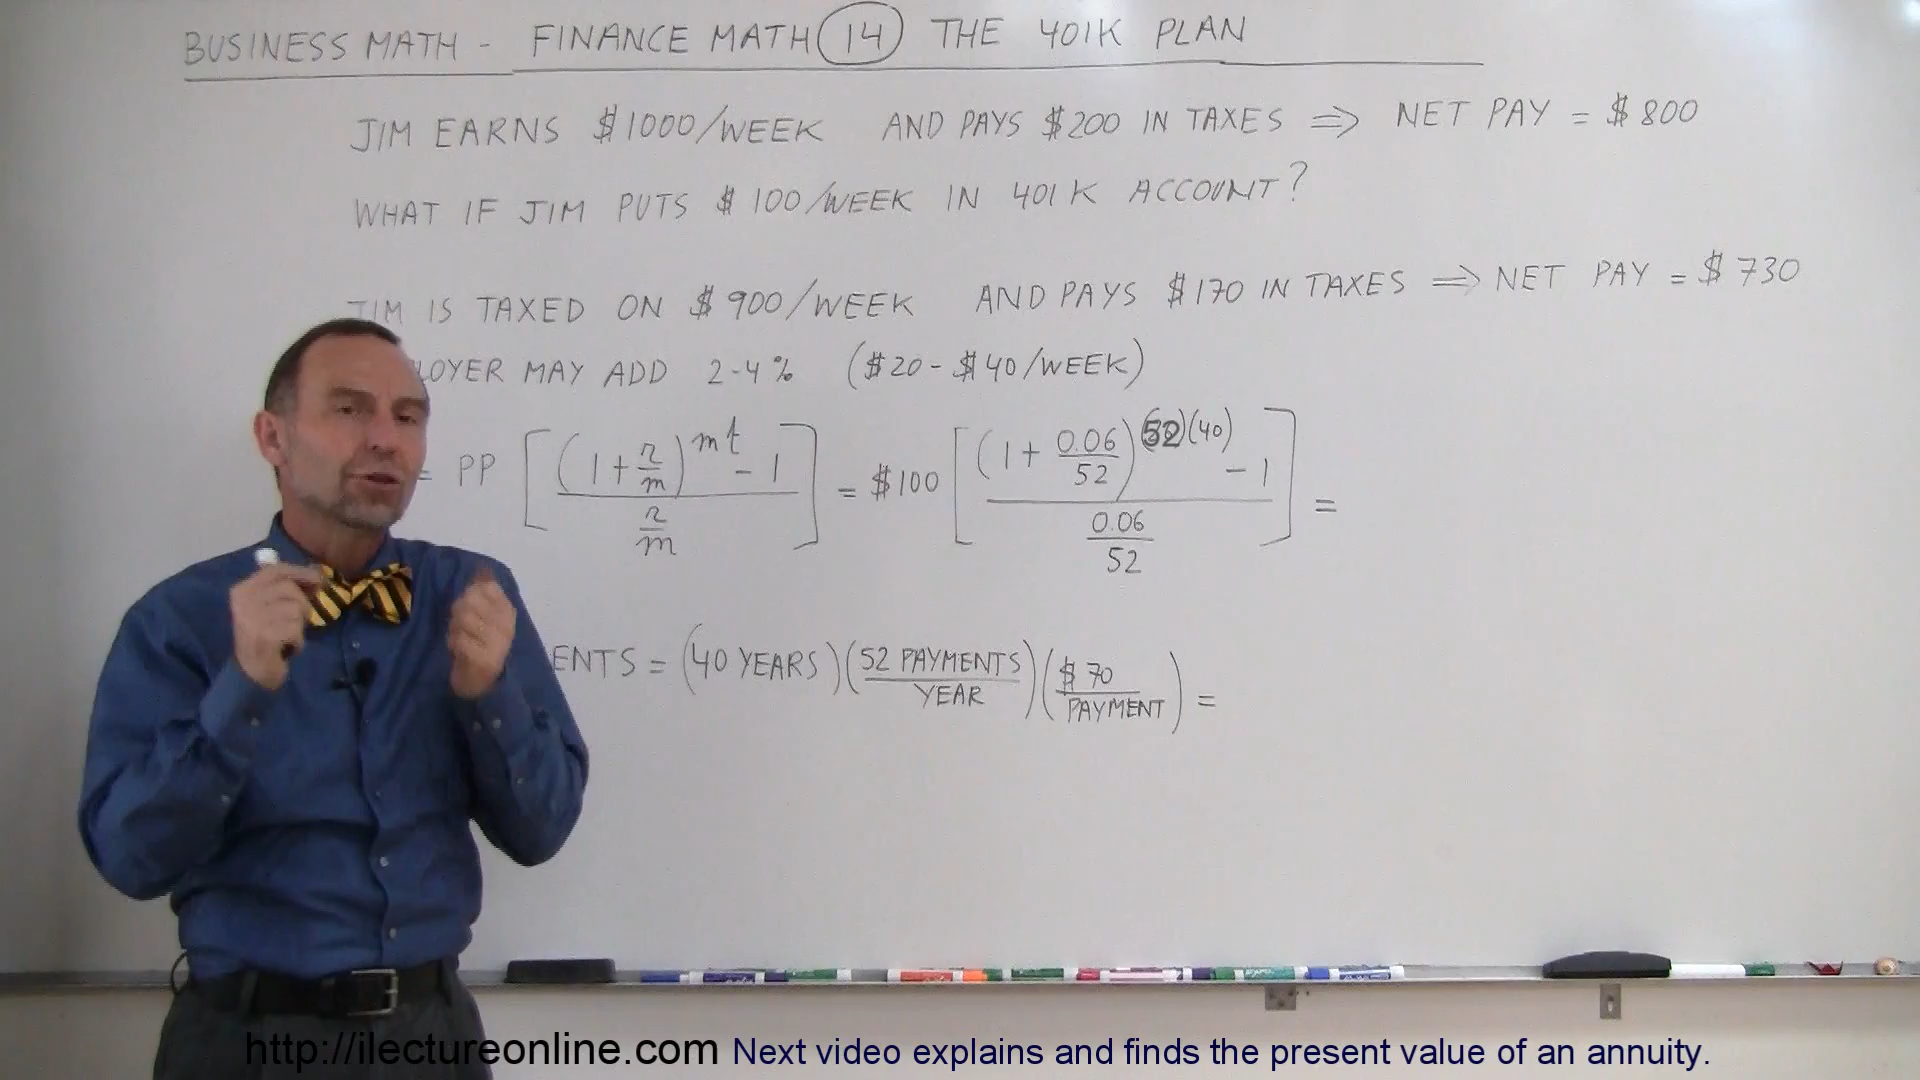 BUSINESS MATH - FINANCE MATH 14 THE 401K PLAN
JIM EARNS $1000/WEEK AND PAYS $200 IN TAXES ⇒ NET PAY = $800
WHAT IF JIM PUTS $100/WEEK IN 401K ACCOUNT?
JIM IS TAXED ON $900/WEEK AND PAYS $170 IN TAXES ⇒ NET PAY = $730
LOYER MAY ADD 2-4% ($20 - $40/WEEK)
= PP [ ((1 + r/m)^mt - 1) / (r/m) ] = $100 [ ((1 + 0.06/52)^(52)(40) - 1) / (0.06/52) ] =
ENTS = (40 YEARS)(52 PAYMENTS/YEAR)($70/PAYMENT) =
http://ilectureonline.com Next video explains and finds the present value of an annuity.